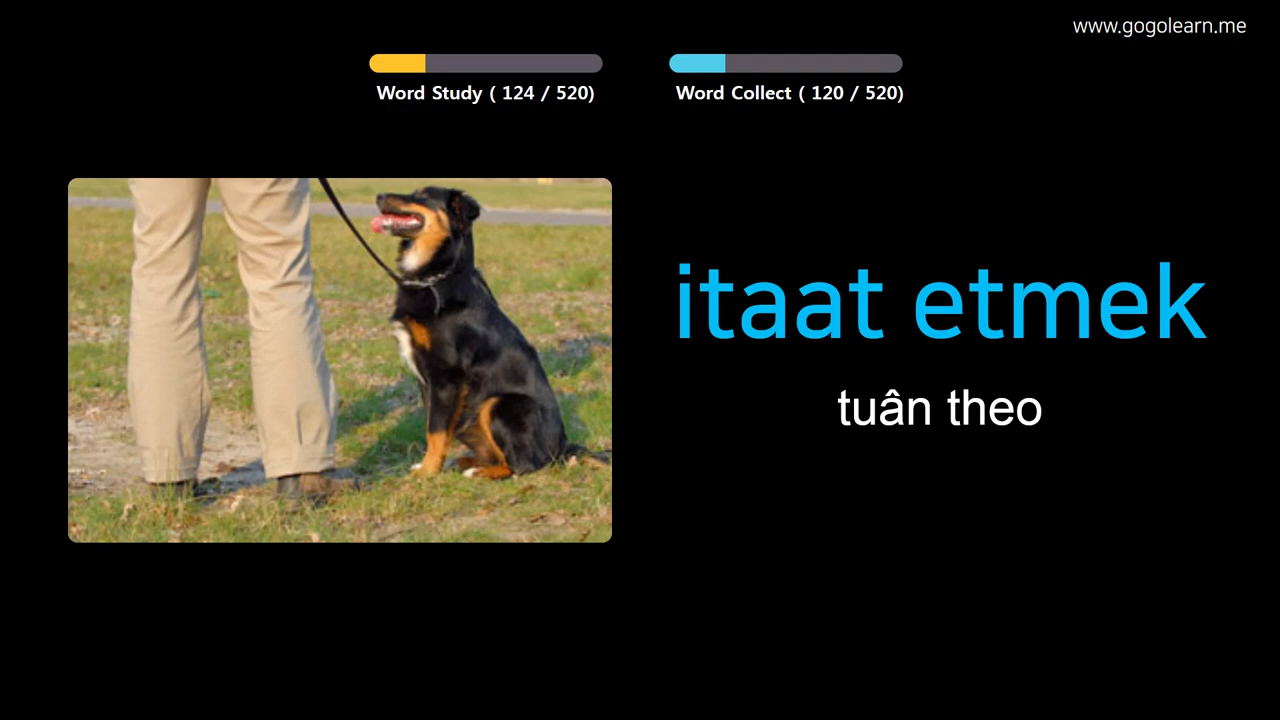 www.gogolearn.me
Word Study ( 124 / 520)
Word Collect ( 120 / 520)
itaat etmek
tuân theo